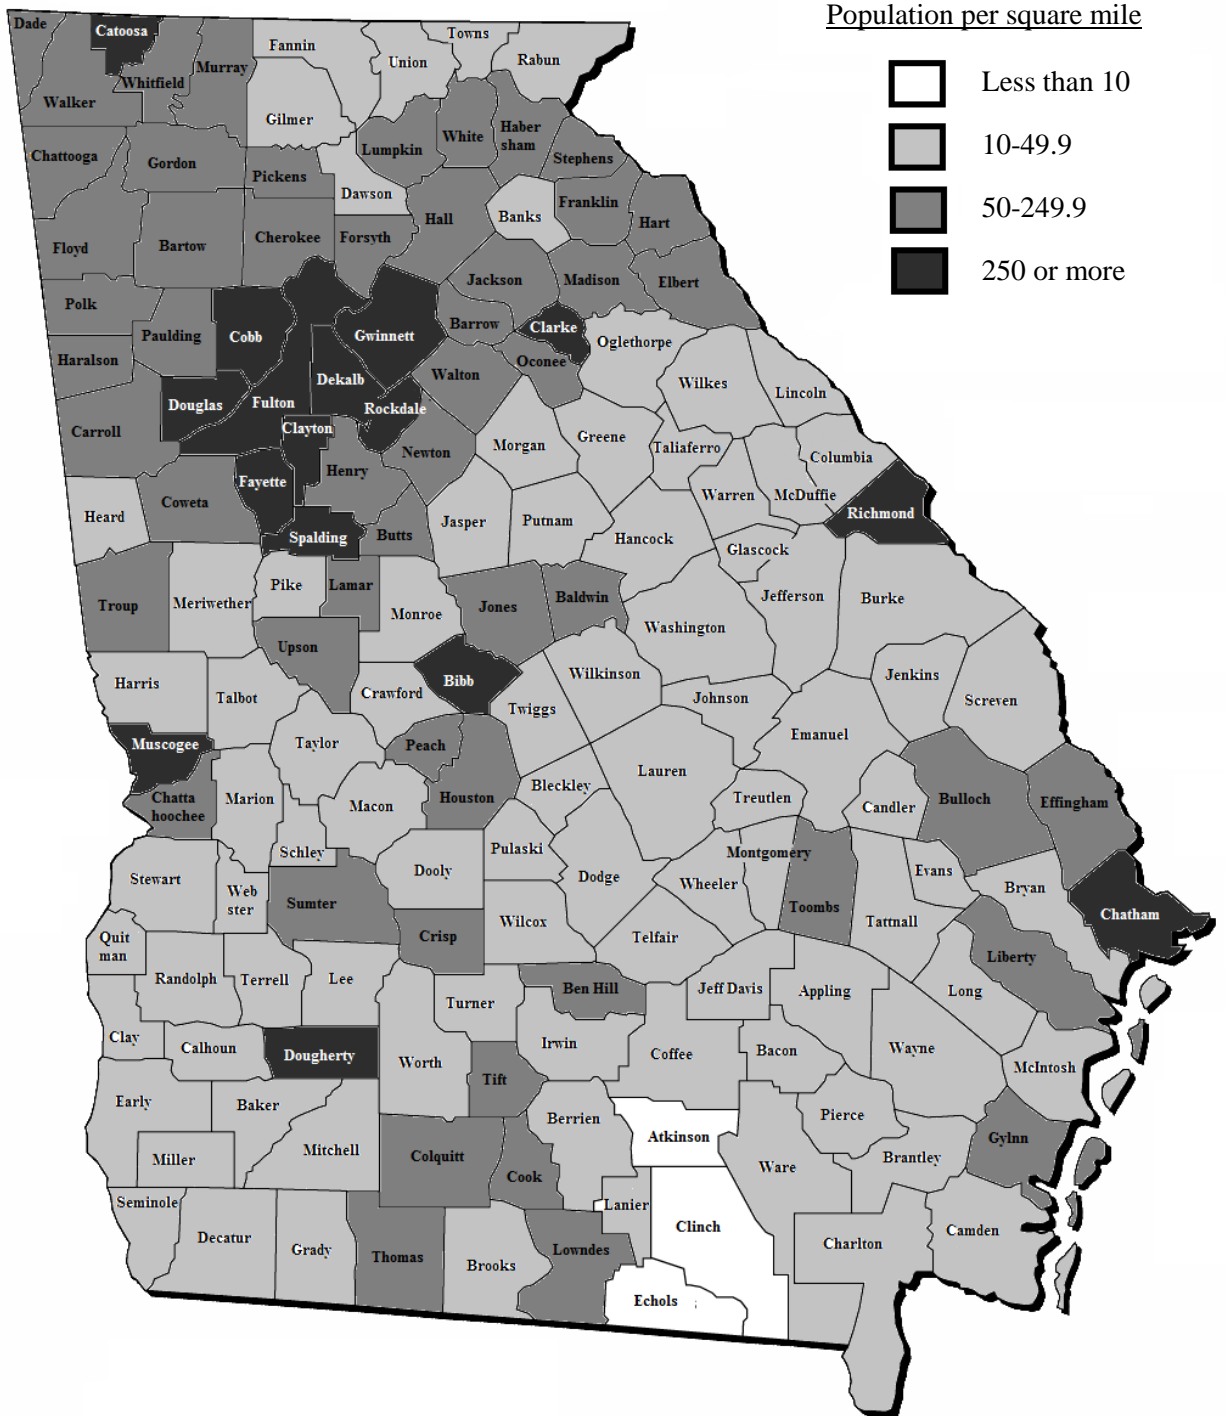 Population per square mile
Less than 10
10-49.9
50-249.9
250 or more
Dade
Catoosa
Fannin
Towns
Union
Rabun
Murray
Whitfield
Walker
Gilmer
White
Haber
sham
Lumpkin
Stephens
Chattooga
Gordon
Pickens
Dawson
Franklin
Banks
Hall
Hart
Floyd
Bartow
Cherokee
Forsyth
Jackson
Madison
Elbert
Polk
Paulding
Cobb
Gwinnett
Barrow
Clarke
Oglethorpe
Haralson
Oconee
Walton
Dekalb
Wilkes
Lincoln
Douglas
Fulton
Rockdale
Carroll
Clayton
Morgan
Greene
Taliaferro
Columbia
Newton
Henry
Fayette
Coweta
Warren
McDuffie
Heard
Jasper
Putnam
Richmond
Spalding
Butts
Hancock
Glascock
Troup
Meriwether
Pike
Lamar
Monroe
Jones
Baldwin
Jefferson
Burke
Washington
Upson
Harris
Talbot
Crawford
Bibb
Wilkinson
Jenkins
Johnson
Screven
Twiggs
Muscogee
Taylor
Peach
Emanuel
Lauren
Chatta
hoochee
Marion
Macon
Houston
Bleckley
Treutlen
Candler
Bulloch
Effingham
Schley
Pulaski
Montgomery
Stewart
Web
ster
Dooly
Dodge
Wheeler
Evans
Bryan
Sumter
Toombs
Chatham
Quit
man
Crisp
Wilcox
Telfair
Tattnall
Liberty
Randolph
Terrell
Lee
Turner
Ben Hill
Jeff Davis
Appling
Long
Clay
Calhoun
Dougherty
Worth
Irwin
Coffee
Bacon
Wayne
McIntosh
Early
Baker
Tift
Berrien
Atkinson
Pierce
Gylnn
Miller
Mitchell
Colquitt
Cook
Ware
Brantley
Seminole
Lanier
Decatur
Grady
Thomas
Brooks
Lowndes
Clinch
Charlton
Camden
Echols